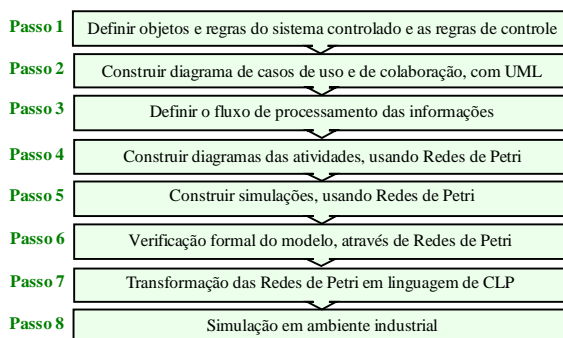 Passo 1 Definir objetos e regras do sistema controlado e as regras de controle
Passo 2 Construir diagrama de casos de uso e de colaboração, com UML
Passo 3 Definir o fluxo de processamento das informações
Passo 4 Construir diagramas das atividades, usando Redes de Petri
Passo 5 Construir simulações, usando Redes de Petri
Passo 6 Verificação formal do modelo, através de Redes de Petri
Passo 7 Transformação das Redes de Petri em linguagem de CLP
Passo 8 Simulação em ambiente industrial